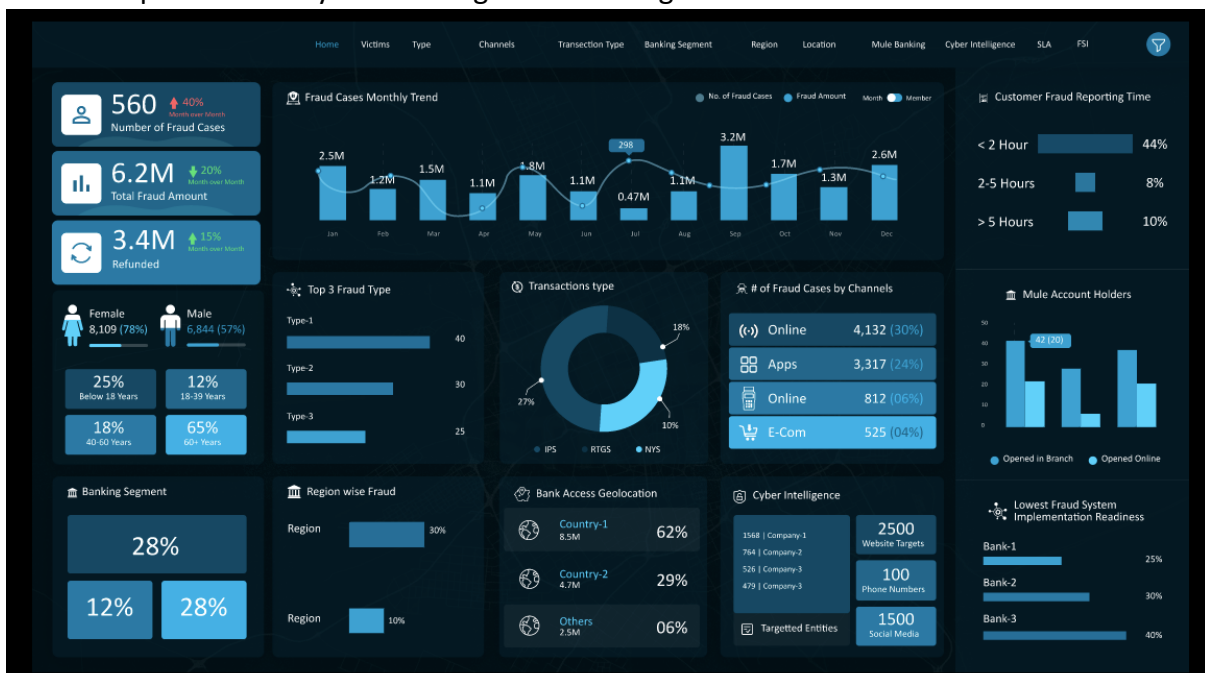 Home Victims Type Channels Transection Type Banking Segment Region Location Mule Banking Cyber Intelligence SLA FSI
560 40%
Month over Month
Number of Fraud Cases
6.2M 20%
Month over Month
Total Fraud Amount
3.4M 15%
Month over Month
Refunded
Female
8,109 (78%)
Male
6,844 (57%)
25%
Below 18 Years
12%
18-39 Years
18%
40-60 Years
65%
60+ Years
Banking Segment
28%
12%
28%
Fraud Cases Monthly Trend
No. of Fraud Cases Fraud Amount Month Member
2.5M 1.2M 1.5M 1.1M 1.8M 1.1M 298 0.47M 1.1M 3.2M 1.7M 1.3M 2.6M
Jan Feb Mar Apr May Jun Jul Aug Sep Oct Nov Dec
Top 3 Fraud Type
Type-1
40
Type-2
30
Type-3
25
Transactions type
18%
27%
10%
IPS RTGS NYS
# of Fraud Cases by Channels
Online 4,132 (30%)
Apps 3,317 (24%)
Online 812 (06%)
E-Com 525 (04%)
Region wise Fraud
Region 30%
Region 10%
Bank Access Geolocation
Country-1
8.5M
62%
Country-2
4.7M
29%
Others
2.5M
06%
Cyber Intelligence
1568 | Company-1
764 | Company-2
526 | Company-3
479 | Company-3
Targetted Entities
2500
Website Targets
100
Phone Numbers
1500
Social Media
Customer Fraud Reporting Time
< 2 Hour 44%
2-5 Hours 8%
> 5 Hours 10%
Mule Account Holders
50
40
30
20
10
0
42 (20)
Opened in Branch Opened Online
Lowest Fraud System
Implementation Readiness
Bank-1
25%
Bank-2
30%
Bank-3
40%